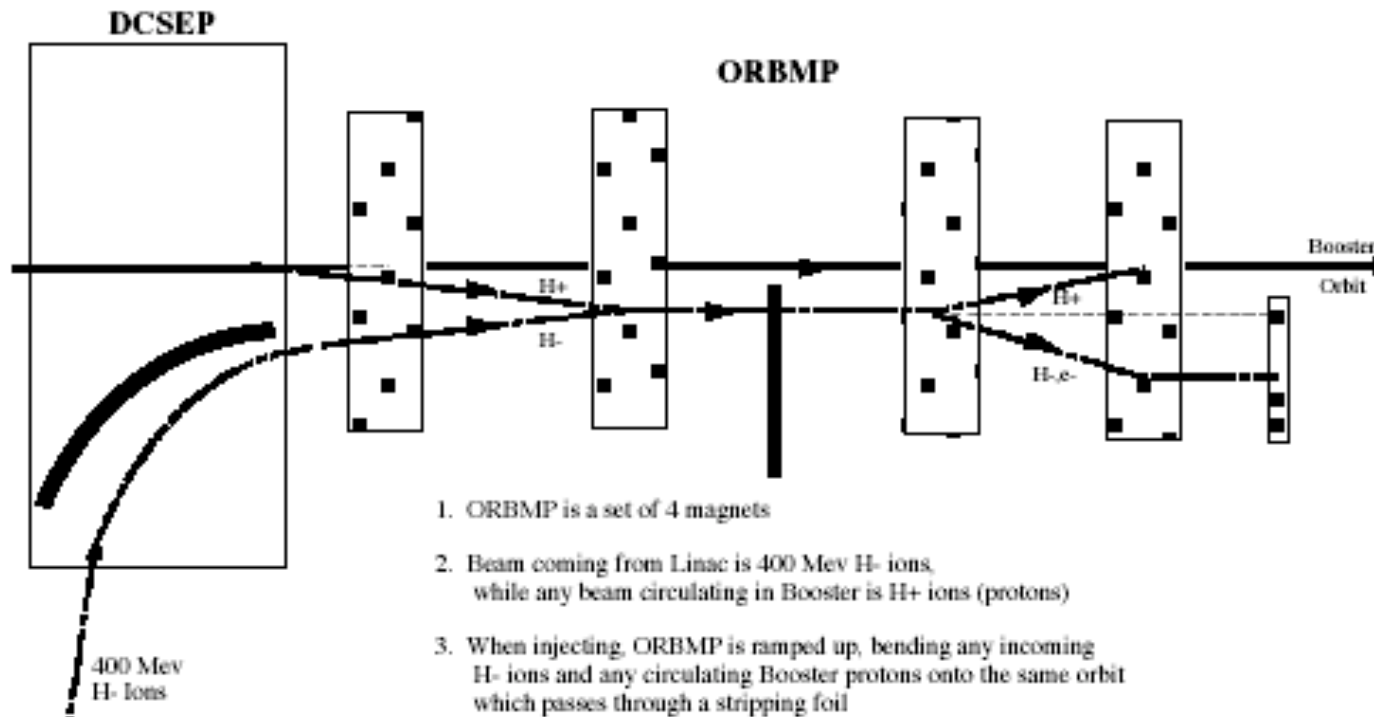 DCSEP
ORBMP
Booster
Orbit
H+
H-
H+
H-,e-
1. ORBMP is a set of 4 magnets
2. Beam coming from Linac is 400 Mev H- ions,
while any beam circulating in Booster is H+ ions (protons)
3. When injecting, ORBMP is ramped up, bending any incoming
H- ions and any circulating Booster protons onto the same orbit
which passes through a stripping foil
400 Mev
H- Ions